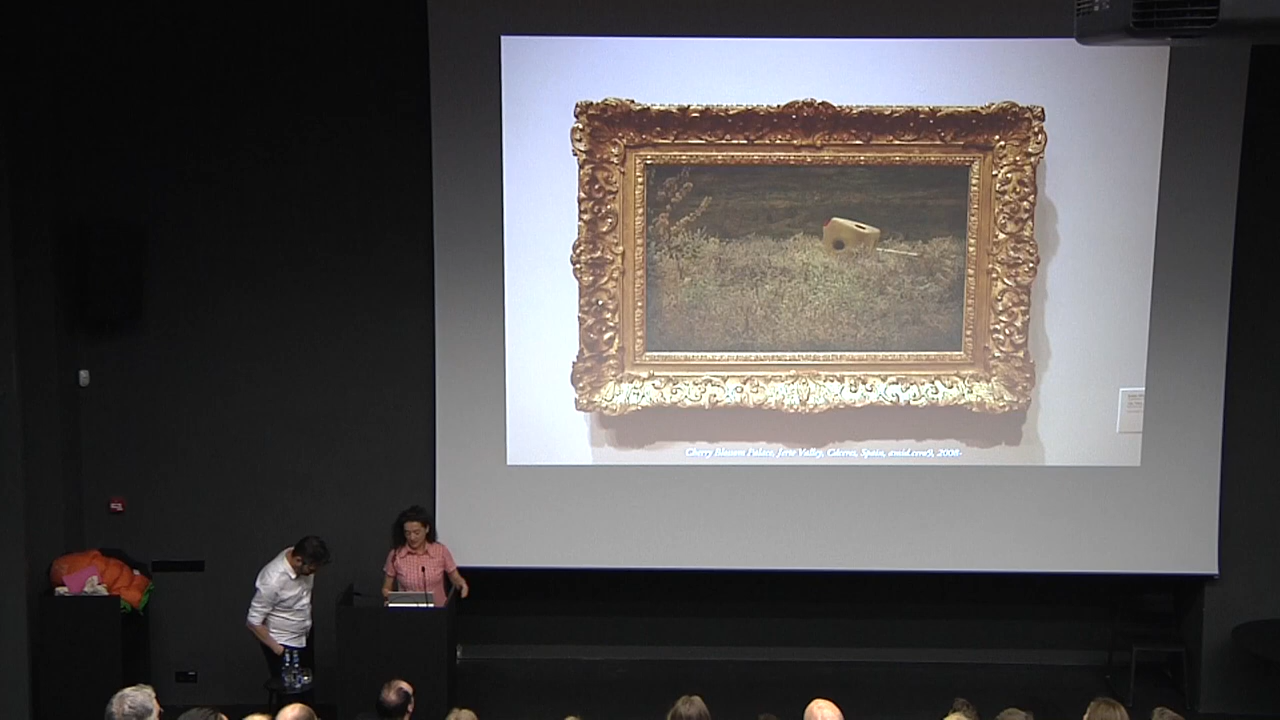 Cherry Blossom Palace, Jerte Valley, Cáceres, Spain, amid.cero9, 2008-